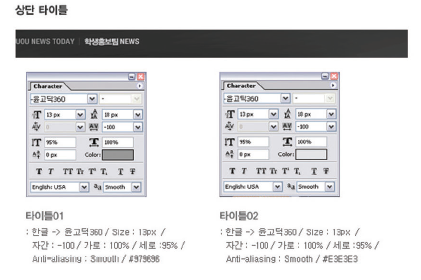 상단 타이틀
UOU NEWS TODAY | 학생홍보팀 NEWS
Character
Character
-윤고딕360
-
-윤고딕360
-
13 px
18 px
13 px
18 px
0
-100
0
-100
95%
100%
95%
100%
0 px
Color:
0 px
Color:
T T TT Tr T¹ T, T Ŧ
T T TT Tr T¹ T, T Ŧ
English: USA
aa Smooth
English: USA
aa Smooth
타이틀01
타이틀02
: 한글 -> 윤고딕360 / Size : 13px /
: 한글 -> 윤고딕360 / Size : 13px /
자간 : -100 / 가로 : 100% / 세로 :95% /
자간 : -100 / 가로 : 100% / 세로 :95% /
Anti-aliasing : Smooth / #979696
Anti-aliasing : Smooth / #E3E3E3